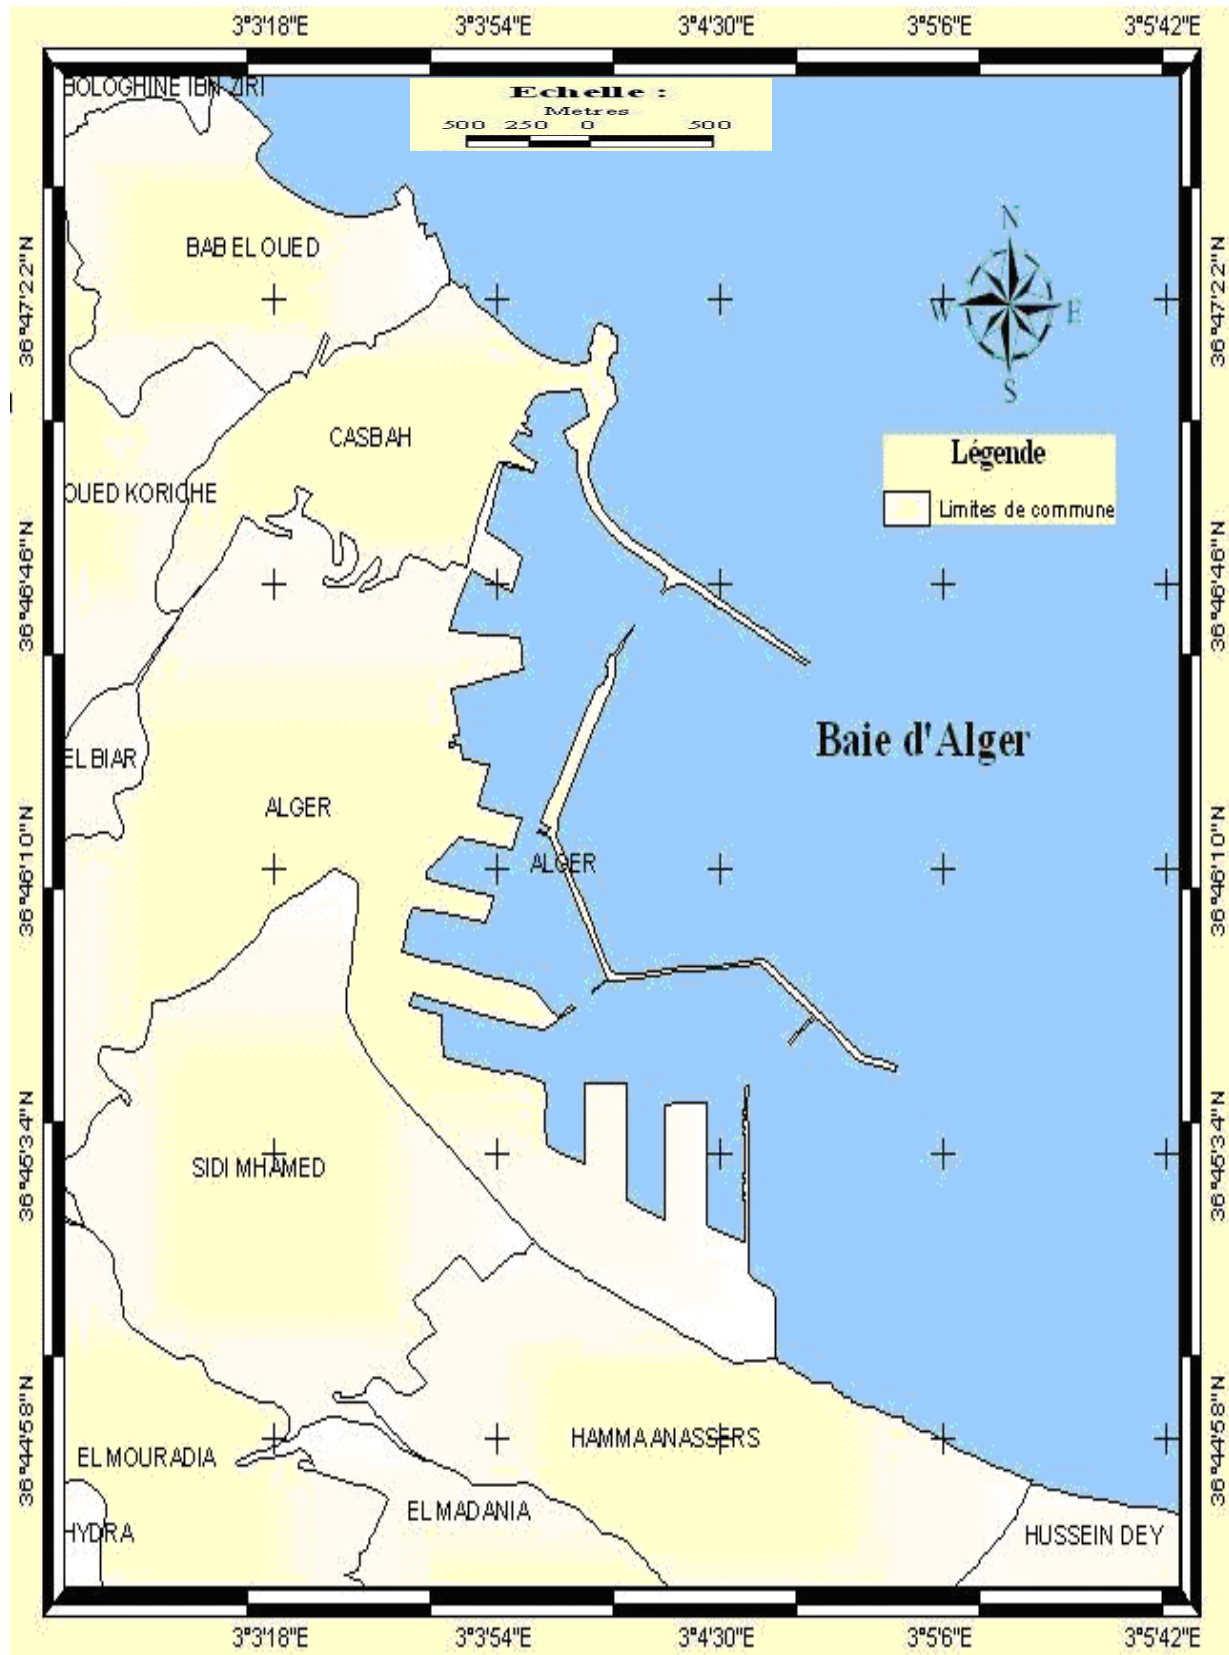 3°3'18"E 3°3'54"E 3°4'30"E 3°5'6"E 3°5'42"E
BOLOGHINE IBN ZIRI
Echelle :
Metres
500 250 0 500
N
W E
S
BAB EL OUED
36°47'22"N 36°47'22"N
CASBAH
Légende
Limites de commune
OUED KORICHE
36°46'46"N 36°46'46"N
Baie d'Alger
EL BIAR
ALGER
ALGER
36°46'10"N 36°46'10"N
SIDI MHAMED
36°45'34"N 36°45'34"N
HAMMA ANASSERS
EL MOURADIA
36°44'58"N 36°44'58"N
EL MADANIA
HYDRA
HUSSEIN DEY
3°3'18"E 3°3'54"E 3°4'30"E 3°5'6"E 3°5'42"E